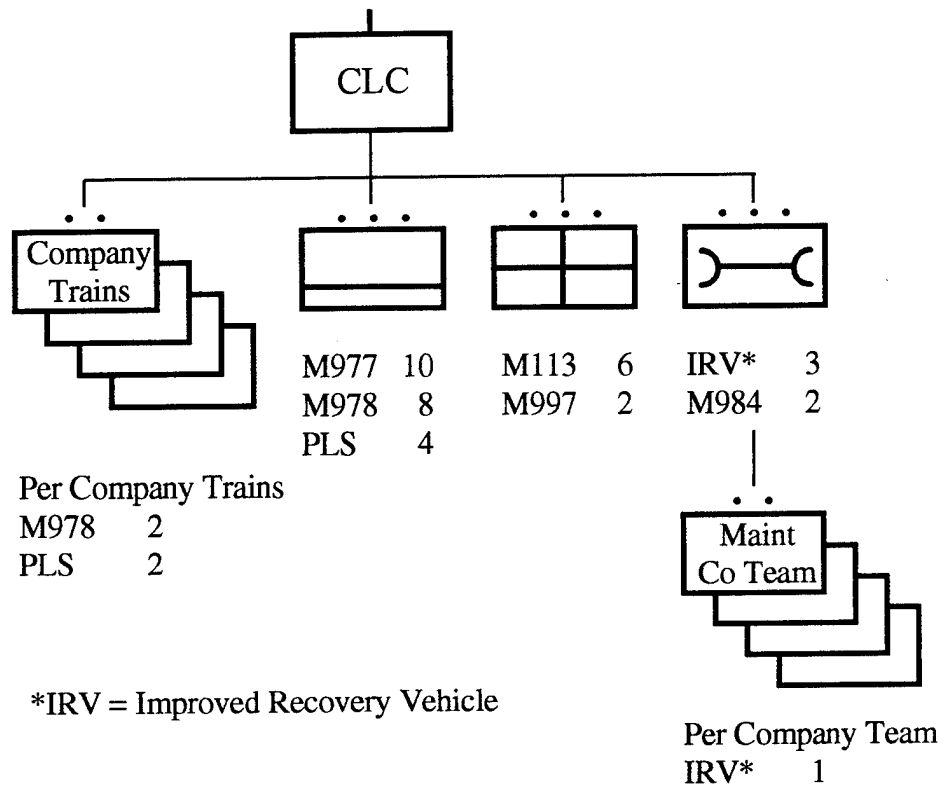 CLC
Company
Trains
Per Company Trains
M978 2
PLS 2
M977 10
M978 8
PLS 4
M113 6
M997 2
IRV* 3
M984 2
Maint
Co Team
Per Company Team
IRV* 1
*IRV = Improved Recovery Vehicle